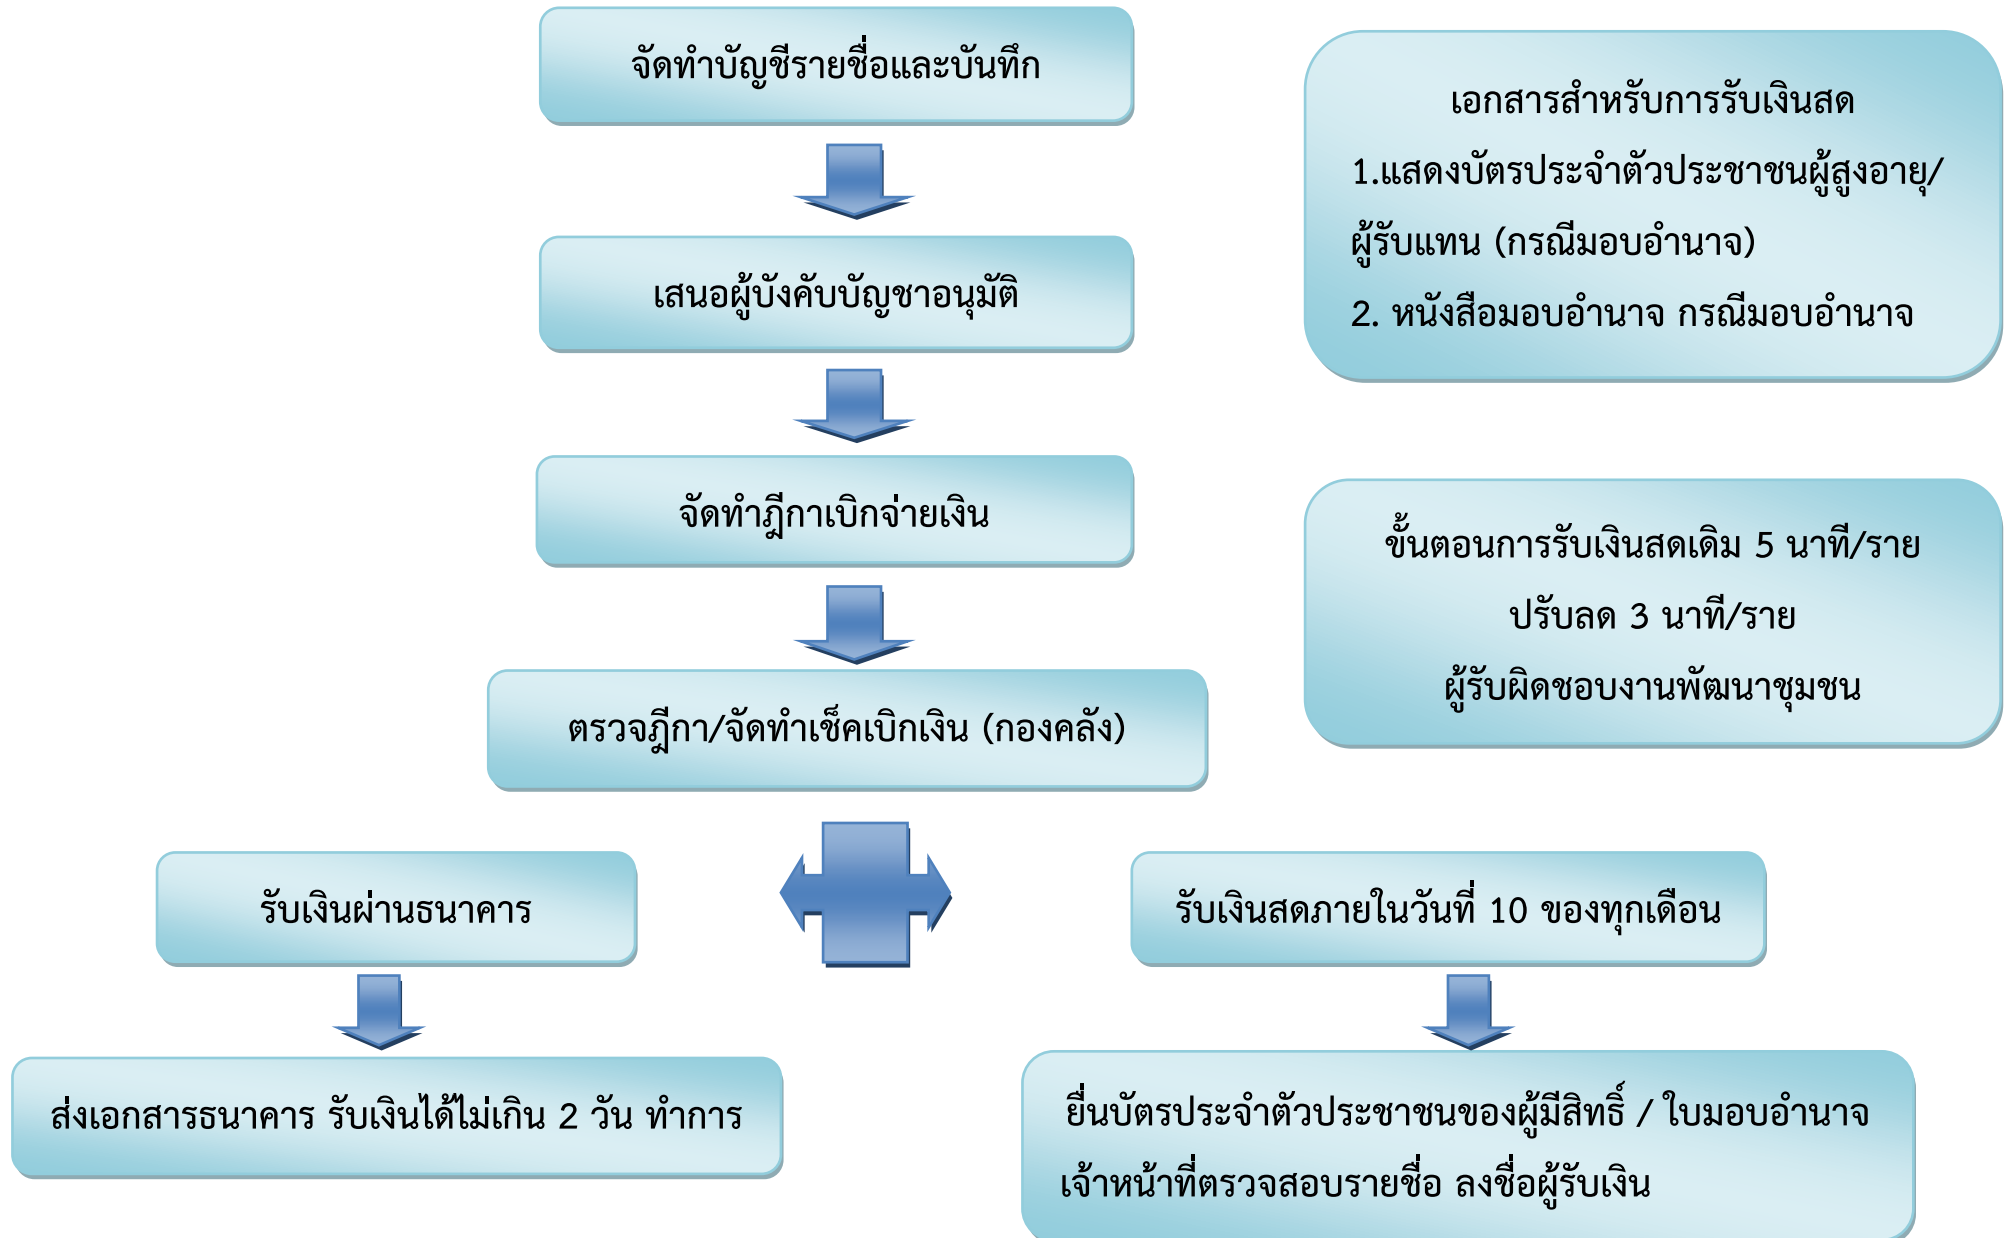 จัดทำบัญชีรายชื่อและบันทึก
เสนอผู้บังคับบัญชาอนุมัติ
จัดทำฎีกาเบิกจ่ายเงิน
ตรวจฎีกา/จัดทำเช็คเบิกเงิน (กองคลัง)
รับเงินผ่านธนาคาร
ส่งเอกสารธนาคาร รับเงินได้ไม่เกิน 2 วัน ทำการ
รับเงินสดภายในวันที่ 10 ของทุกเดือน
ยื่นบัตรประจำตัวประชาชนของผู้มีสิทธิ์ / ใบมอบอำนาจ
เจ้าหน้าที่ตรวจสอบรายชื่อ ลงชื่อผู้รับเงิน
เอกสารสำหรับการรับเงินสด
1.แสดงบัตรประจำตัวประชาชนผู้สูงอายุ/
ผู้รับแทน (กรณีมอบอำนาจ)
2. หนังสือมอบอำนาจ กรณีมอบอำนาจ
ขั้นตอนการรับเงินสดเดิม 5 นาที/ราย
ปรับลด 3 นาที/ราย
ผู้รับผิดชอบงานพัฒนาชุมชน